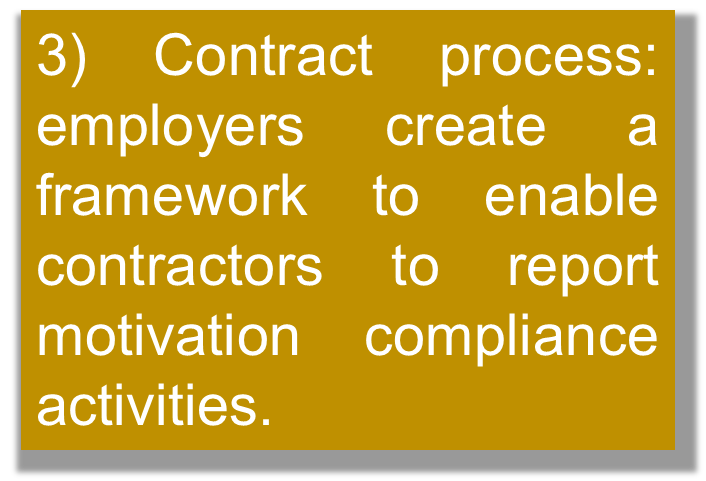 3) Contract process:
employers create a
framework to enable
contractors to report
motivation compliance
activities.